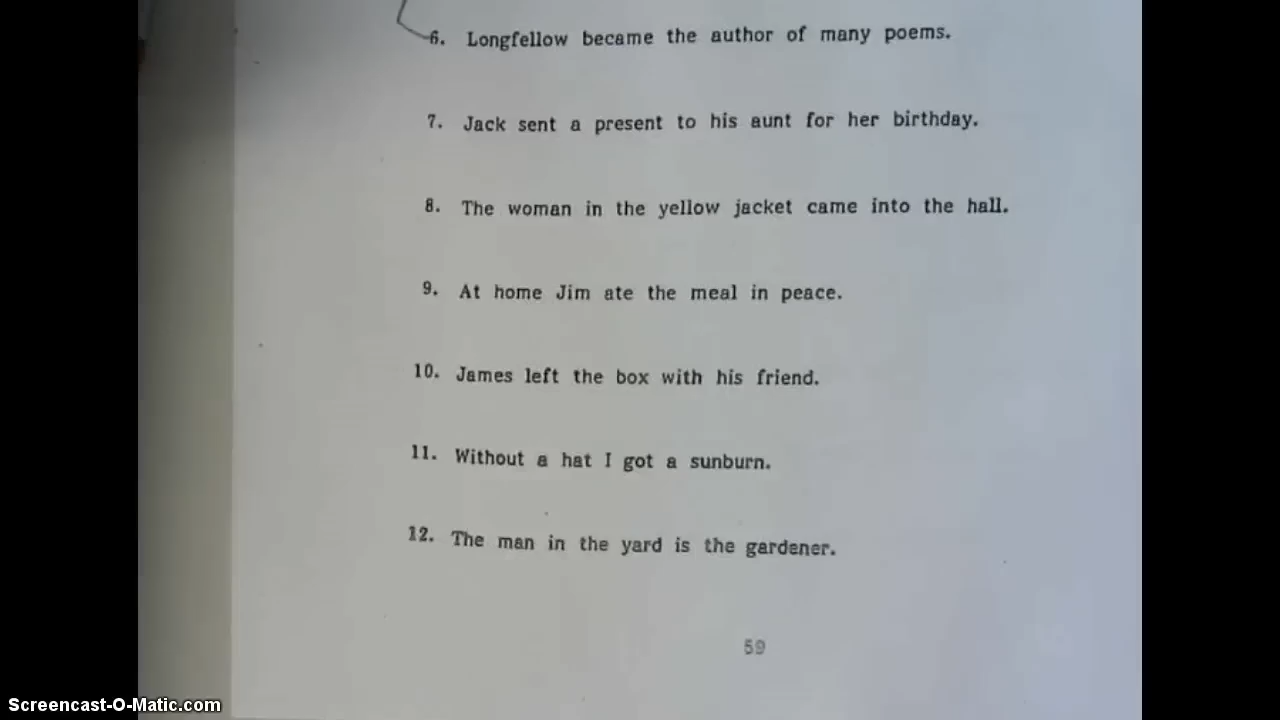 6. Longfellow became the author of many poems.
7. Jack sent a present to his aunt for her birthday.
8. The woman in the yellow jacket came into the hall.
9. At home Jim ate the meal in peace.
10. James left the box with his friend.
11. Without a hat I got a sunburn.
12. The man in the yard is the gardener.
59
Screencast-O-Matic.com